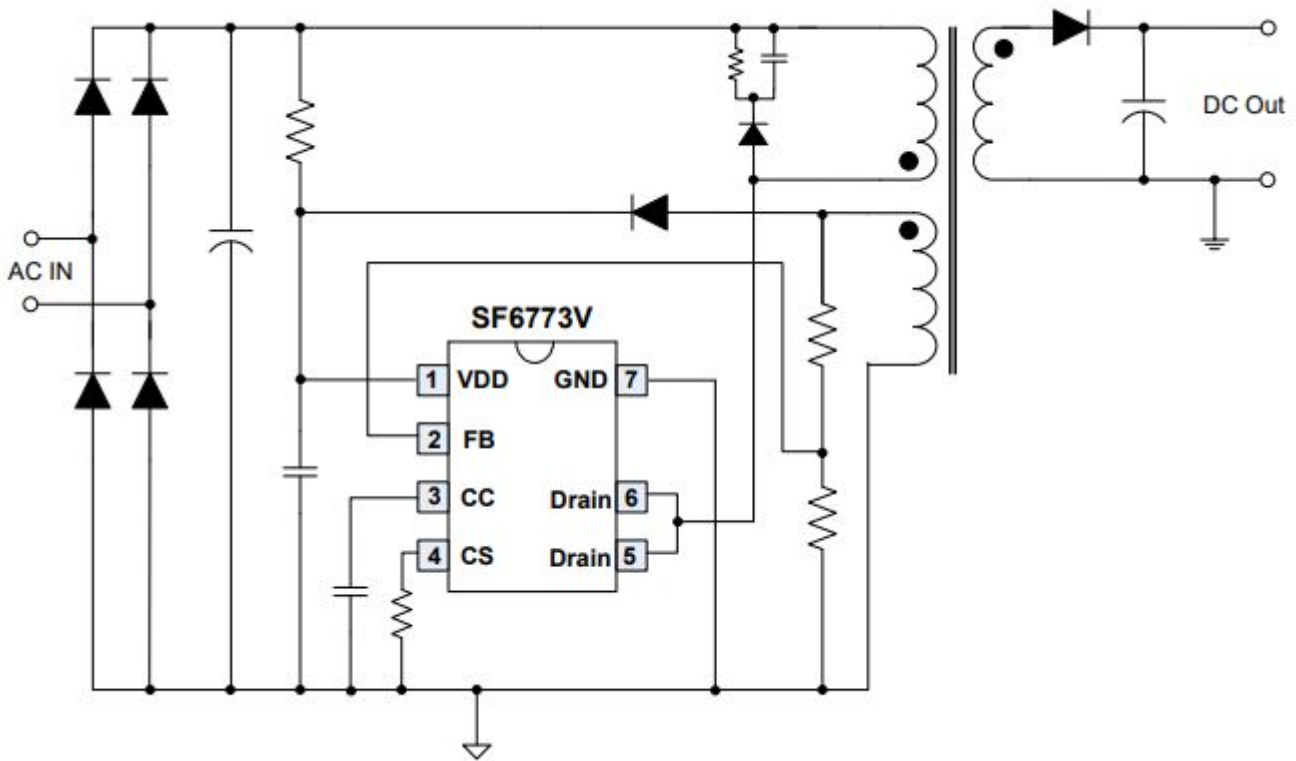 DC Out
AC IN
SF6773V
1 VDD GND 7
2 FB
3 CC Drain 6
4 CS Drain 5